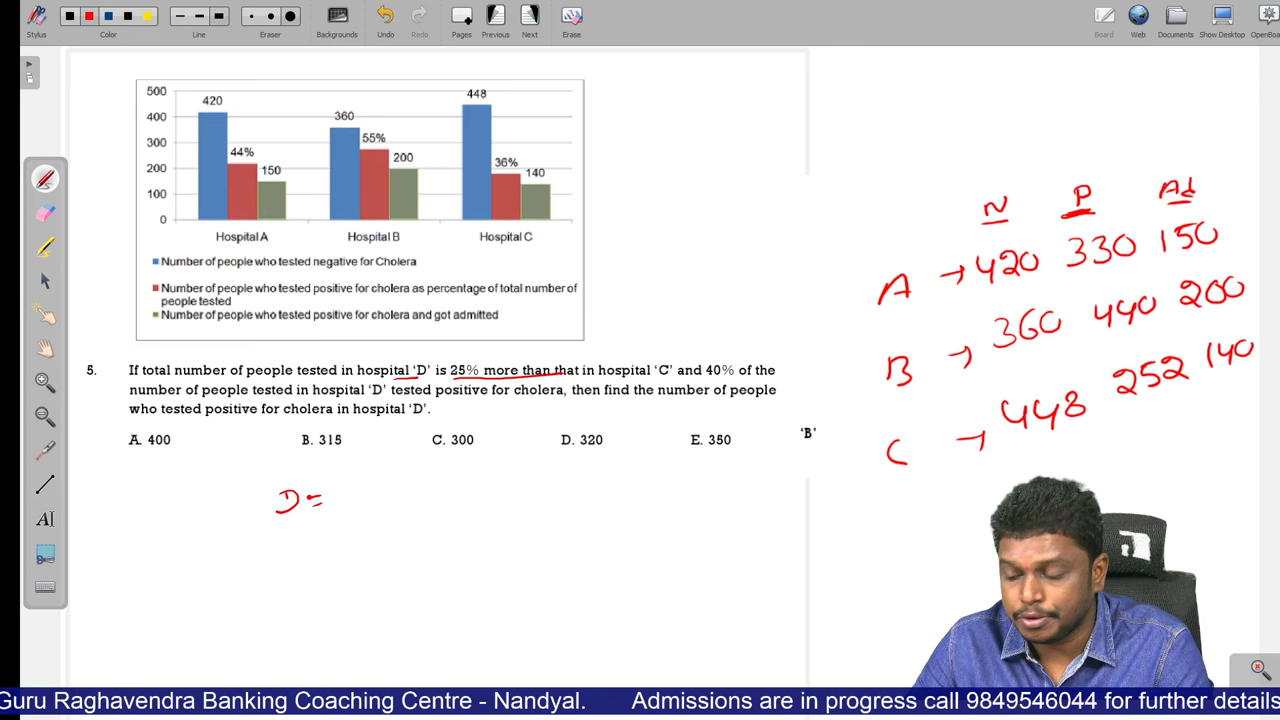 Stylus
Color
Line
Eraser
Backgrounds
Undo
Redo
Pages
Previous
Next
Erase
Board
Web
Documents
Show Desktop
OpenBoa
500
400
300
200
100
0
420
44%
150
360
55%
200
448
36%
140
Hospital A
Hospital B
Hospital C
Number of people who tested negative for Cholera
Number of people who tested positive for cholera as percentage of total number of
people tested
Number of people who tested positive for cholera and got admitted
N P Ad
A → 420 330 150
B → 360 440 200
C → 448 252 140
5. If total number of people tested in hospital ‘D’ is 25% more than that in hospital ‘C’ and 40% of the
number of people tested in hospital ‘D’ tested positive for cholera, then find the number of people
who tested positive for cholera in hospital ‘D’.
A. 400 B. 315 C. 300 D. 320 E. 350
‘B’
D =
Guru Raghavendra Banking Coaching Centre - Nandyal. Admissions are in progress call 9849546044 for further details